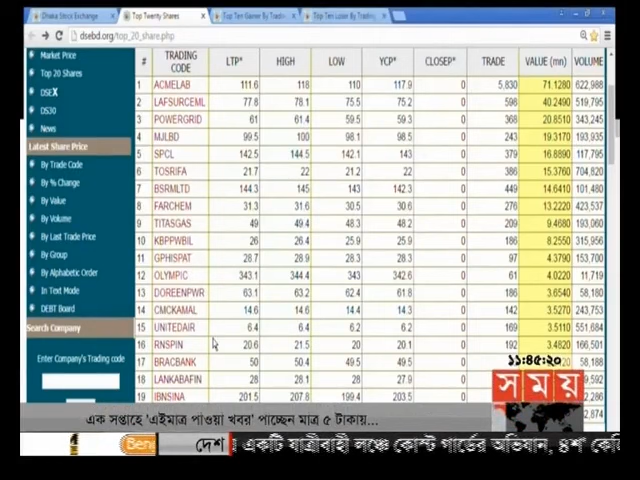 Dhaka Stock Exchange
Top Twenty Shares
Top Ten Gainer By Trading
Top Ten Loser By Trading
dsebd.org/top_20_share.php
Market Price
Top 20 Shares
DSEX
DS30
News
Latest Share Price
By Trade Code
By % Change
By Value
By Volume
By Last Trade Price
By Group
By Alphabetic Order
In Text Mode
DEBT Board
Search Company
Enter Company's Trading code
# TRADING CODE LTP* HIGH LOW YCP* CLOSEP* TRADE VALUE (mn) VOLUME
1 ACMELAB 111.6 118 110 117.9 0 5,830 71.1280 622,988
2 LAFSURCEML 77.8 78.1 75.5 75.2 0 598 40.2490 519,795
3 POWERGRID 61 61.4 59.5 59.3 0 368 20.8510 343,245
4 MJLBD 99.5 100 98.1 98.5 0 243 19.3170 193,935
5 SPCL 142.5 144.5 142.1 143 0 379 16.8890 117,795
6 TOSRIFA 21.7 22 21.2 22 0 386 15.3760 704,820
7 BSRMLTD 144.3 145 143 142.3 0 449 14.6410 101,480
8 FARCHEM 31.3 31.6 30.5 30.6 0 276 13.2220 423,537
9 TITASGAS 49 49.4 48.3 48.2 0 209 9.4680 193,060
10 KBPPWBIL 26 26.4 25.9 25.9 0 186 8.2550 315,956
11 GPHISPAT 28.7 28.9 28.3 28.3 0 97 4.3790 153,700
12 OLYMPIC 343.1 344.4 343 342.6 0 61 4.0220 11,719
13 DOREENPWR 63.1 63.2 62.4 61.8 0 186 3.6540 58,180
14 CMCKAMAL 14.6 14.6 14.4 14.3 0 142 3.5270 243,752
15 UNITEDAIR 6.4 6.4 6.2 6.2 0 169 3.5110 551,684
16 RNSPIN 20.6 21.5 20 20.1 0 186 3.4820 166,501
17 BRACBANK 50 50.4 49.5 49.5 0 58,188
18 LANKABAFIN 28 28.1 28 27.9 0
19 IBNSINA 201.5 207.8 199.4 203.5 0
11:45:20
সময়
এক সপ্তাহে 'এইমাত্র পাওয়া খবর' পাচ্ছেন মাত্র ৫ টাকায়...
দেশ একটি যাত্রীবাহী লঞ্চে কোস্ট গার্ডের অভিযান, ৪শ'